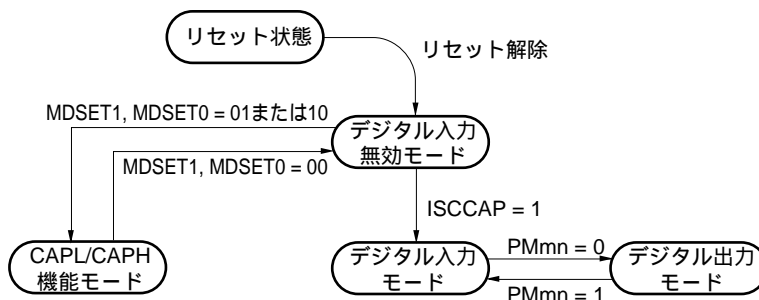 リセット状態
リセット解除
MDSET1, MDSET0 = 01または10
デジタル入力
無効モード
MDSET1, MDSET0 = 00
ISCCAP = 1
CAPL/CAPH
機能モード
デジタル入力
モード
PMmn = 0
PMmn = 1
デジタル出力
モード